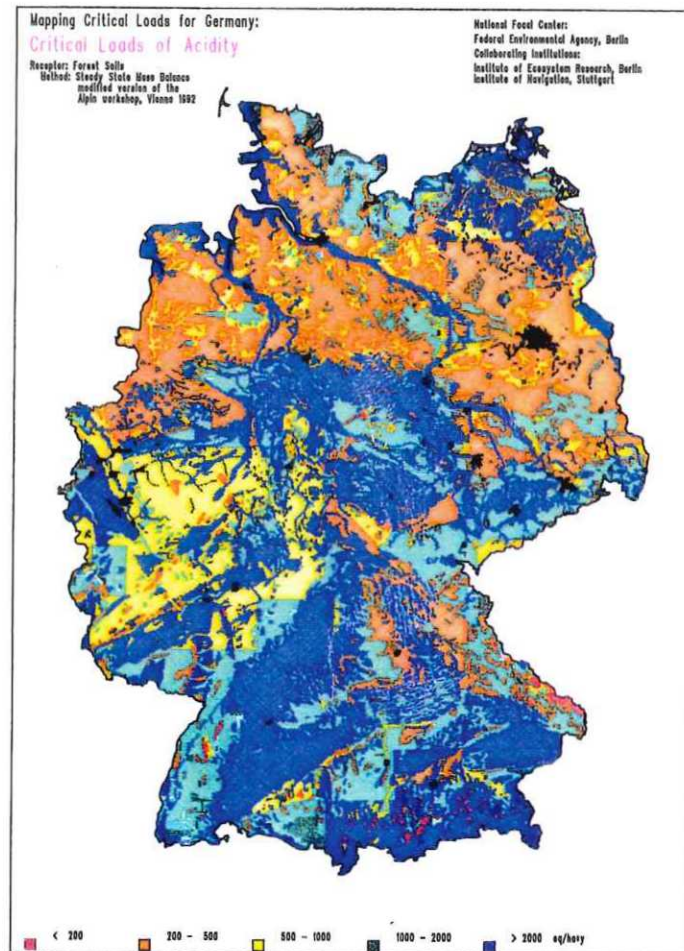 Mapping Critical Loads for Germany:
Critical Loads of Acidity
Receptor: Forest Soils
Method: Steady State Mass Balance
modified version of the
Alpin workshop, Vienna 1992
National Focal Center:
Federal Environmental Agency, Berlin
Collaborating Institutions:
Institute of Ecosystem Research, Berlin
Institute of Navigation, Stuttgart
< 200
200 - 500
500 - 1000
1000 - 2000
> 2000 eq/hay